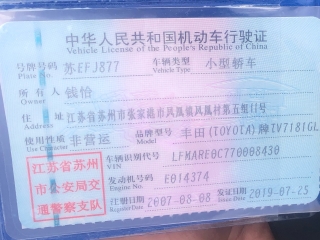 中华人民共和国机动车行驶证
Vehicle License of the People's Republic of China
号牌号码 苏EFJ877 车辆类型 小型轿车
Plate No. Vehicle Type
所有人 钱怡
Owner
住址 江苏省苏州市张家港市凤凰镇凤凰村第五组11号
使用性质 非营运 品牌型号 丰田(TOYOTA)牌TV7181GL
Use Character Model
江苏省苏州市公安局交通警察支队
车辆识别代号 LFMARE0C770008430
VIN
发动机号码 E014374
Engine No.
注册日期 2007-08-08 发证日期 2019-07-25
Register Date Issue Date